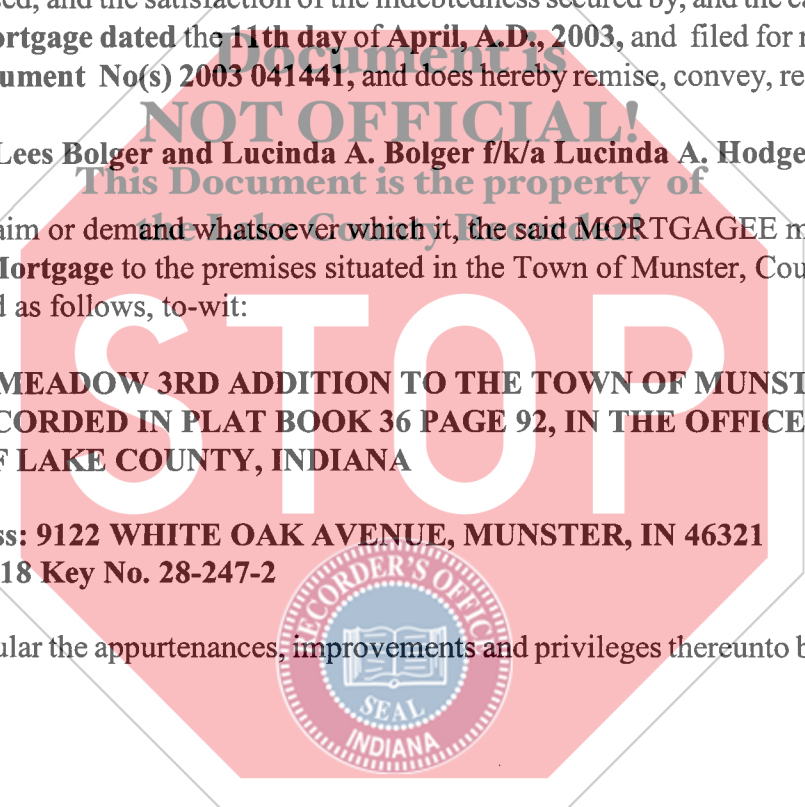 sed, and the satisfaction of the indebtedness secured by, and the ca
ortgage dated the 11th day of April, A.D., 2003, and filed for r
Document is
ument No(s) 2003 041441, and does hereby remise, convey, re
NOT OFFICIAL!
Lees Bolger and Lucinda A. Bolger f/k/a Lucinda A. Hodge
This Document is the property of
the Lake County Recorder!
aim or demand whatsoever which it, the said MORTGAGEE m
Mortgage to the premises situated in the Town of Munster, Cou
d as follows, to-wit:
STOP
MEADOW 3RD ADDITION TO THE TOWN OF MUNST
CORDED IN PLAT BOOK 36 PAGE 92, IN THE OFFICE
F LAKE COUNTY, INDIANA
ss: 9122 WHITE OAK AVENUE, MUNSTER, IN 46321
18 Key No. 28-247-2
ular the appurtenances, improvements and privileges thereunto b
RECORDER'S OFFICE
SEAL
INDIANA